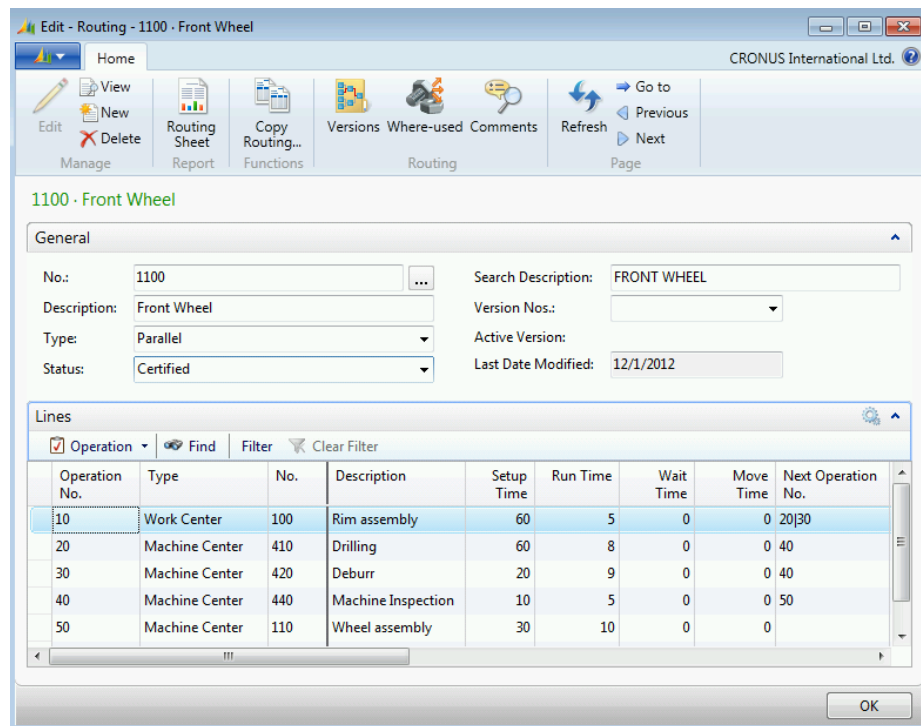 Edit - Routing - 1100 · Front Wheel
Home
CRONUS International Ltd.
Edit
View
New
Delete
Manage
Routing Sheet
Report
Copy Routing...
Functions
Versions Where-used Comments
Routing
Refresh
Go to
Previous
Next
Page
1100 · Front Wheel
General
No.: 1100 ...
Description: Front Wheel
Type: Parallel
Status: Certified
Search Description: FRONT WHEEL
Version Nos.:
Active Version:
Last Date Modified: 12/1/2012
Lines
Operation Find Filter Clear Filter
Operation No. Type No. Description Setup Time Run Time Wait Time Move Time Next Operation No.
10 Work Center 100 Rim assembly 60 5 0 0 20|30
20 Machine Center 410 Drilling 60 8 0 0 40
30 Machine Center 420 Deburr 20 9 0 0 40
40 Machine Center 440 Machine Inspection 10 5 0 0 50
50 Machine Center 110 Wheel assembly 30 10 0 0
OK